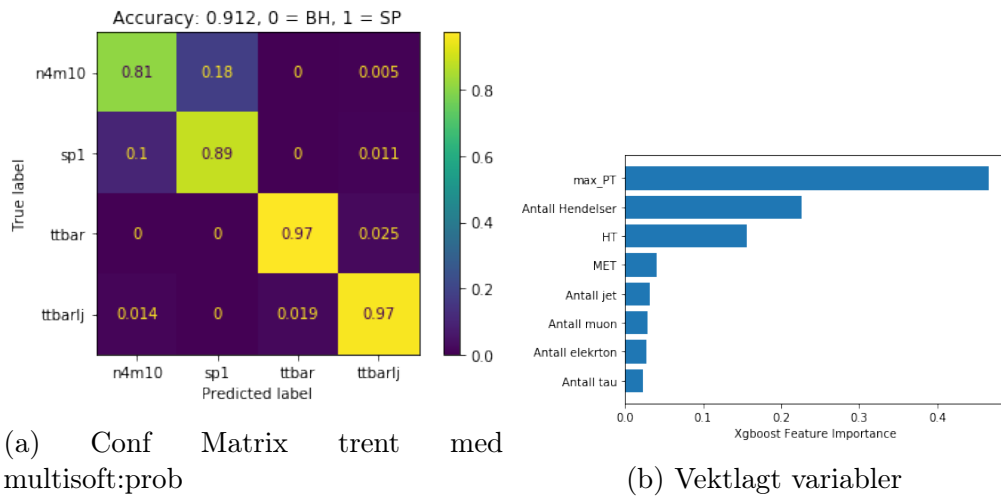 Accuracy: 0.912, 0 = BH, 1 = SP
True label
n4m10 0.81 0.18 0 0.005
sp1 0.1 0.89 0 0.011
ttbar 0 0 0.97 0.025
ttbarlj 0.014 0 0.019 0.97
n4m10 sp1 ttbar ttbarlj
Predicted label
0.8
0.6
0.4
0.2
0.0
(a) Conf Matrix trent med
multisoft:prob
max_PT
Antall Hendelser
HT
MET
Antall jet
Antall muon
Antall elekrton
Antall tau
0.0 0.1 0.2 0.3 0.4
Xgboost Feature Importance
(b) Vektlagt variabler